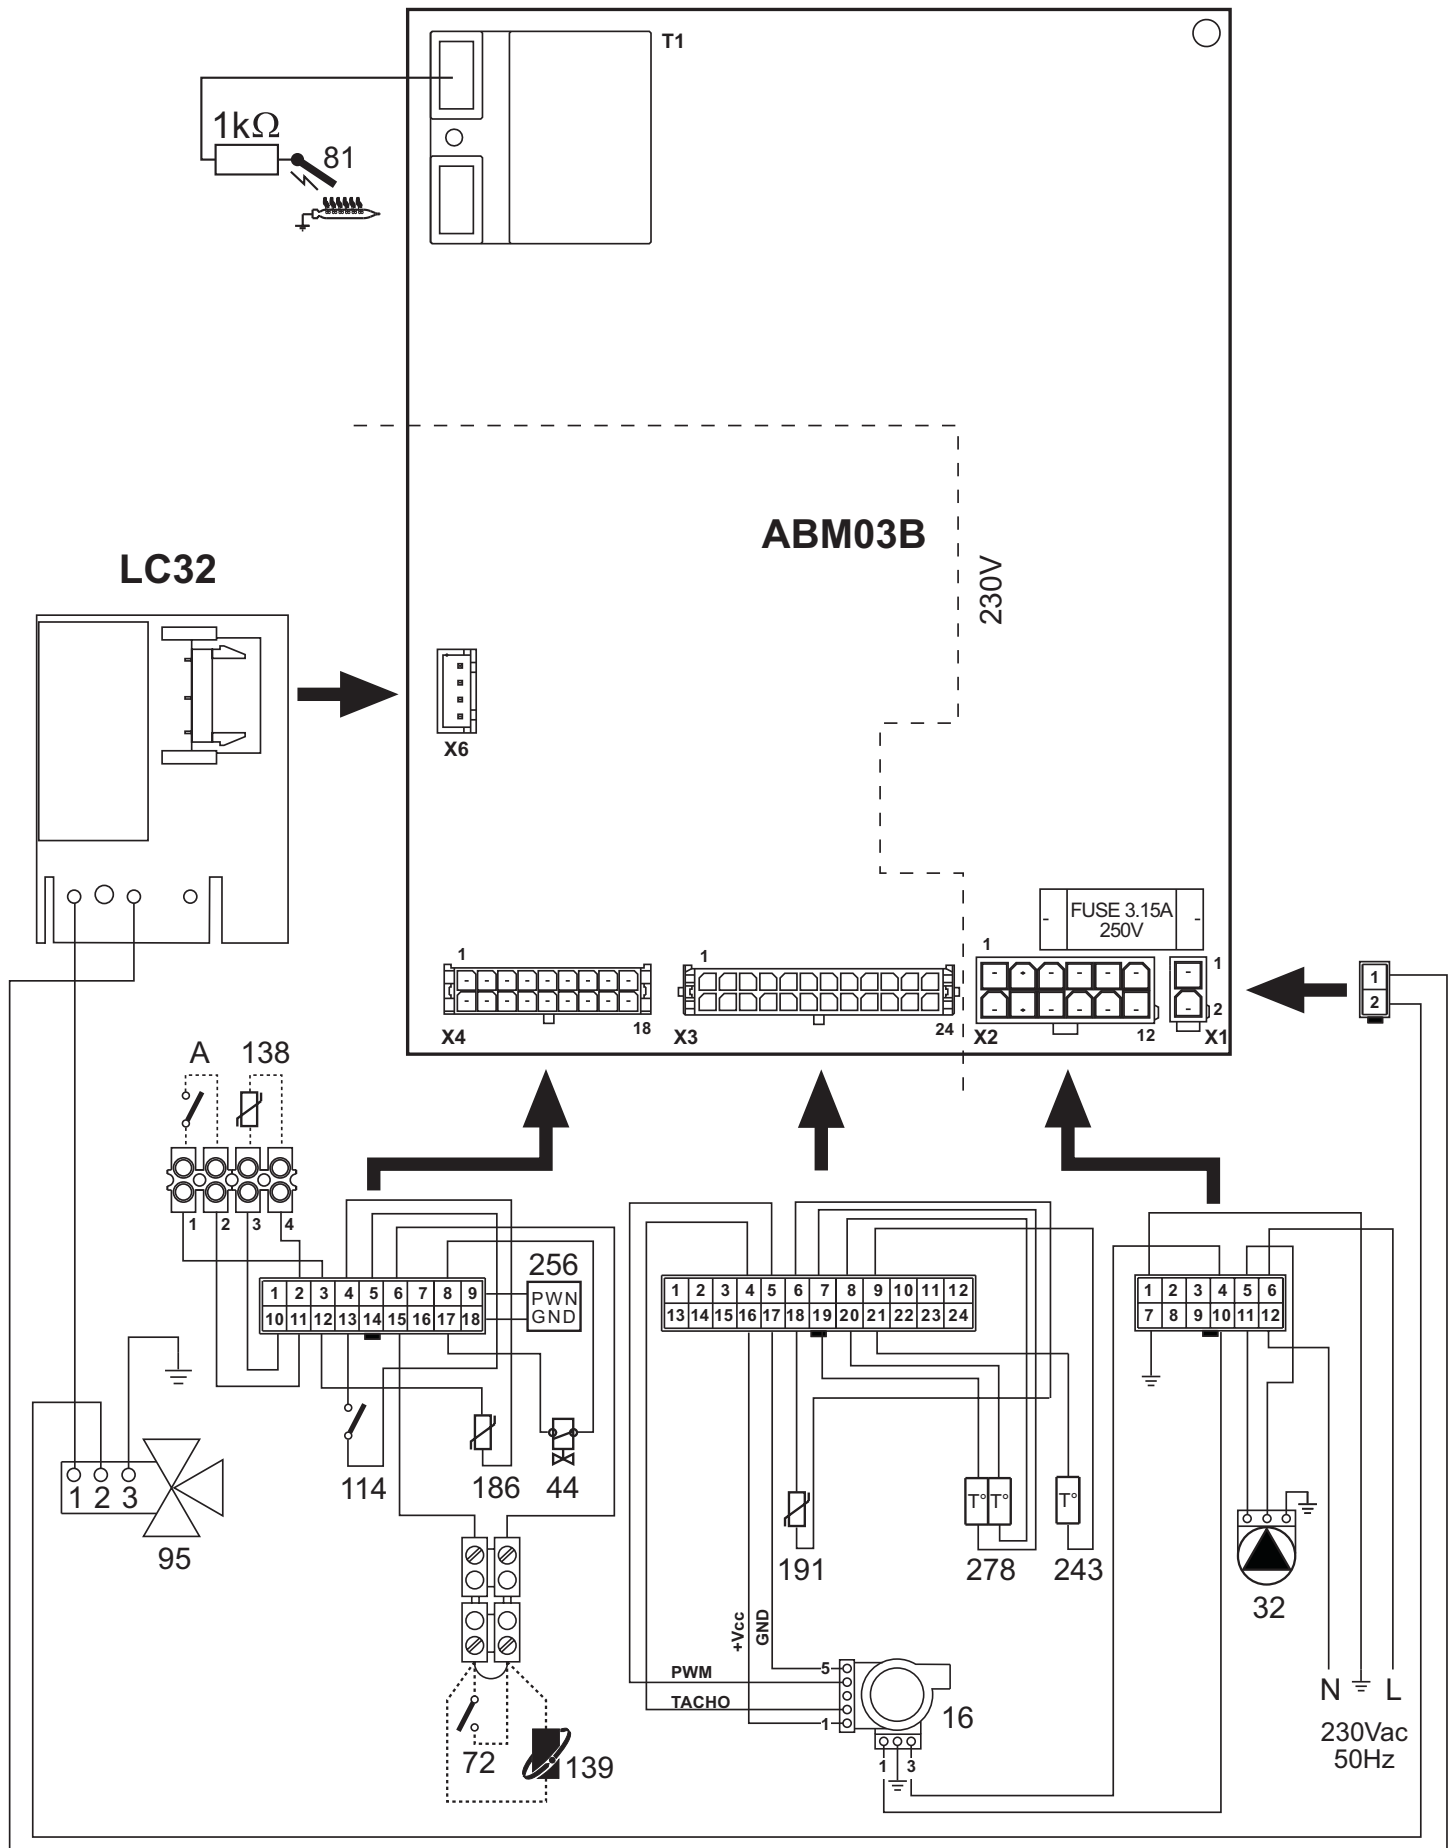 T1
1kΩ
81
ABM03B
230V
LC32
X6
FUSE 3.15A
250V
1
1
1
1
2
X4
18
X3
24
X2
12
X1
1
2
A
138
1
2
3
4
256
PWN
GND
1 2 3 4 5 6 7 8 9
10 11 12 13 14 15 16 17 18
1 2 3 4 5 6 7 8 9 10 11 12
13 14 15 16 17 18 19 20 21 22 23 24
1 2 3 4 5 6
7 8 9 10 11 12
1 2 3
95
114
186
44
T°
T°
T°
191
278
243
32
+Vcc
GND
PWM
TACHO
5
1
16
1
3
N
L
230Vac
50Hz
72
139